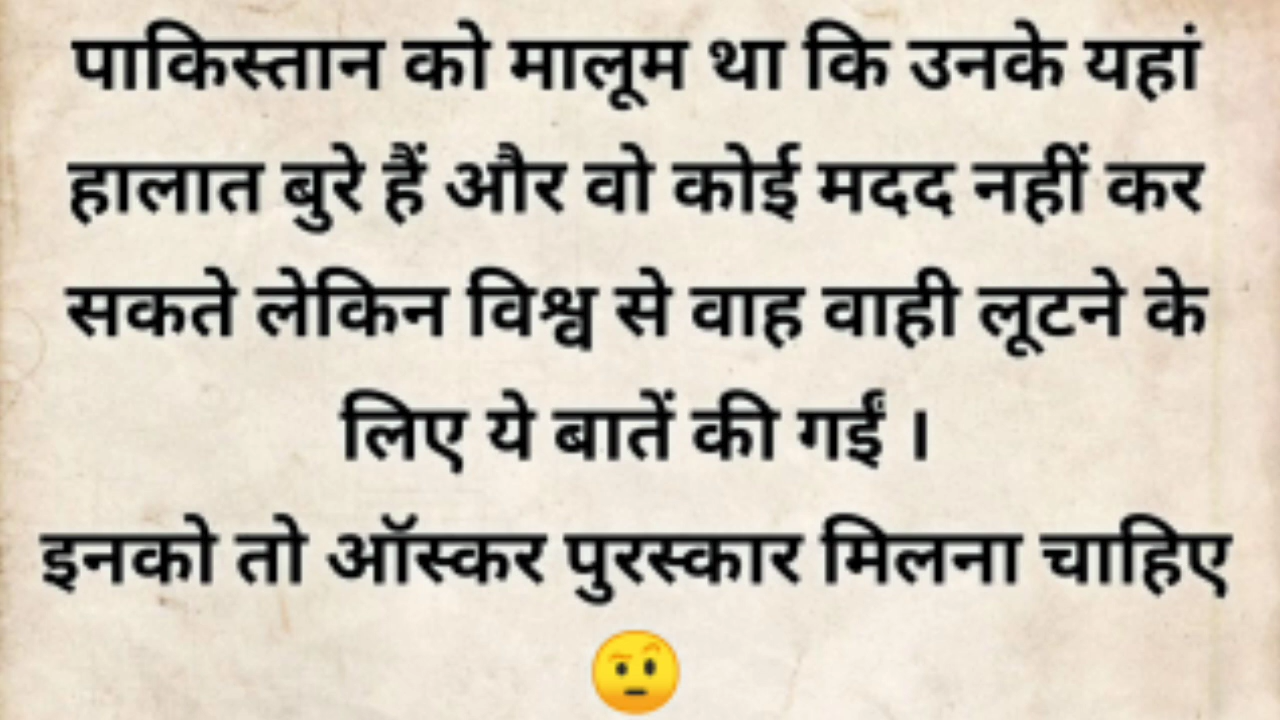 पाकिस्तान को मालूम था कि उनके यहां
हालात बुरे हैं और वो कोई मदद नहीं कर
सकते लेकिन विश्व से वाह वाही लूटने के
लिए ये बातें की गईं ।
इनको तो ऑस्कर पुरस्कार मिलना चाहिए
🤨